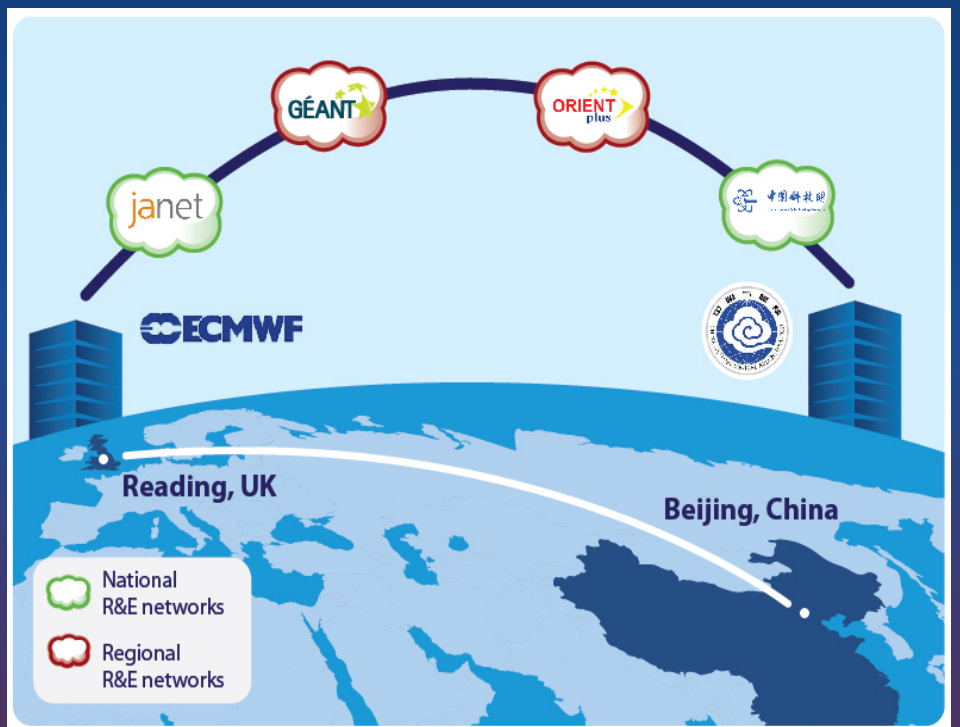 GÉANT
ORIENT
plus
janet
中国科技网
ECMWF
Reading, UK
Beijing, China
National
R&E networks
Regional
R&E networks